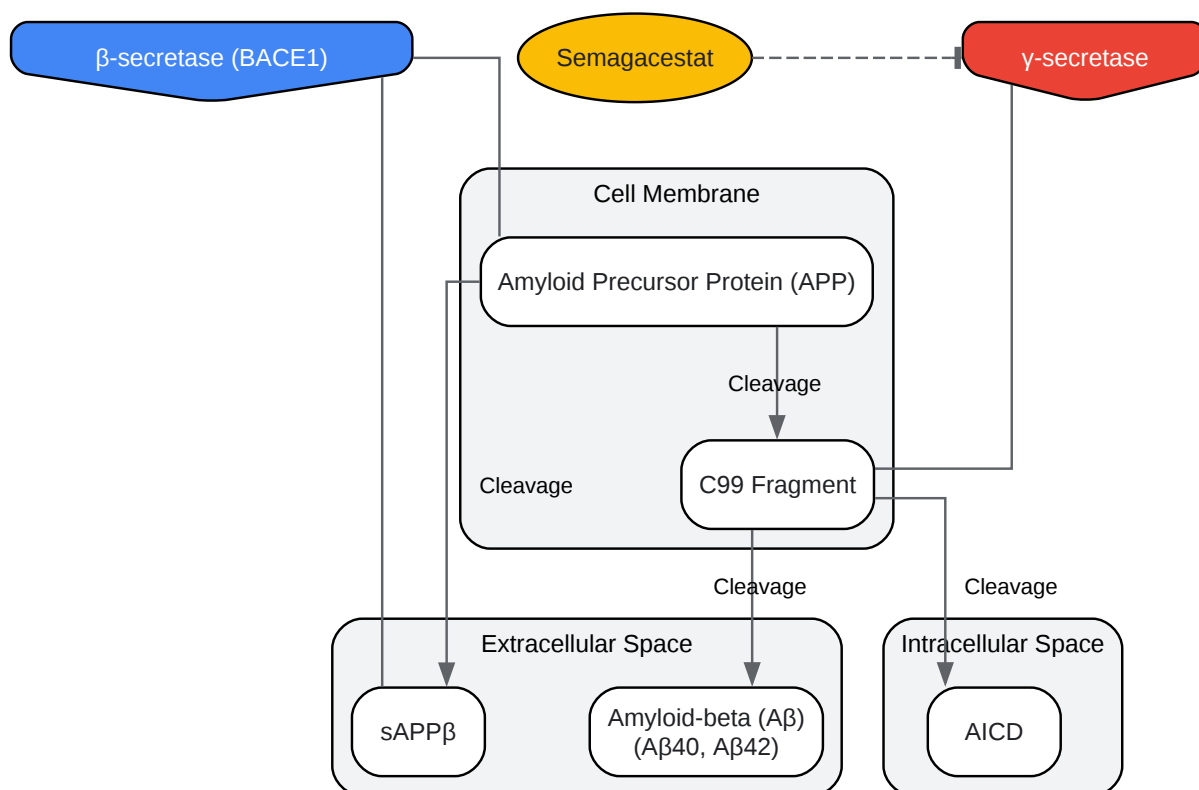 β-secretase (BACE1)
Semagacestat
γ-secretase
Cell Membrane
Amyloid Precursor Protein (APP)
Cleavage
C99 Fragment
Cleavage
Cleavage
Cleavage
Extracellular Space
Intracellular Space
sAPPβ
Amyloid-beta (Aβ)
(Aβ40, Aβ42)
AICD